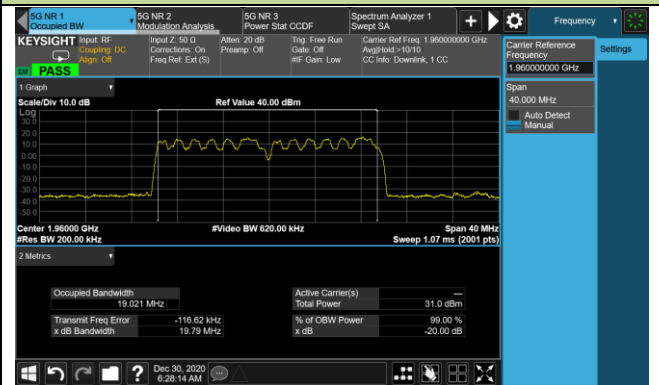 5G NR 1
Occupied BW
5G NR 2
Modulation Analysis
5G NR 3
Power Stat CCDF
Spectrum Analyzer 1
Swept SA
Frequency
KEYSIGHT
Input: RF
Coupling: DC
Align: Off
Input Z: 50 Ω
Corrections: On
Freq Ref: Ext (S)
Atten: 20 dB
Preamp: Off
Trig: Free Run
Gate: Off
#IF Gain: Low
Carrier Ref Freq: 1.960000000 GHz
Avg|Hold:>10/10
CC Info: Downlink, 1 CC
PASS
Carrier Reference
Frequency
1.960000000 GHz
Settings
Span
40.000 MHz
Auto Detect
Manual
1 Graph
Scale/Div 10.0 dB
Ref Value 40.00 dBm
Log
30.0
20.0
10.0
0.00
-10.0
-20.0
-30.0
-40.0
-50.0
Center 1.96000 GHz
#Video BW 620.00 kHz
Span 40 MHz
#Res BW 200.00 kHz
Sweep 1.07 ms (2001 pts)
2 Metrics
Occupied Bandwidth
19.021 MHz
Active Carrier(s)
---
Total Power
31.0 dBm
Transmit Freq Error
-116.62 kHz
% of OBW Power
99.00 %
x dB Bandwidth
19.79 MHz
x dB
-20.00 dB
?
Dec 30, 2020
6:28:14 AM